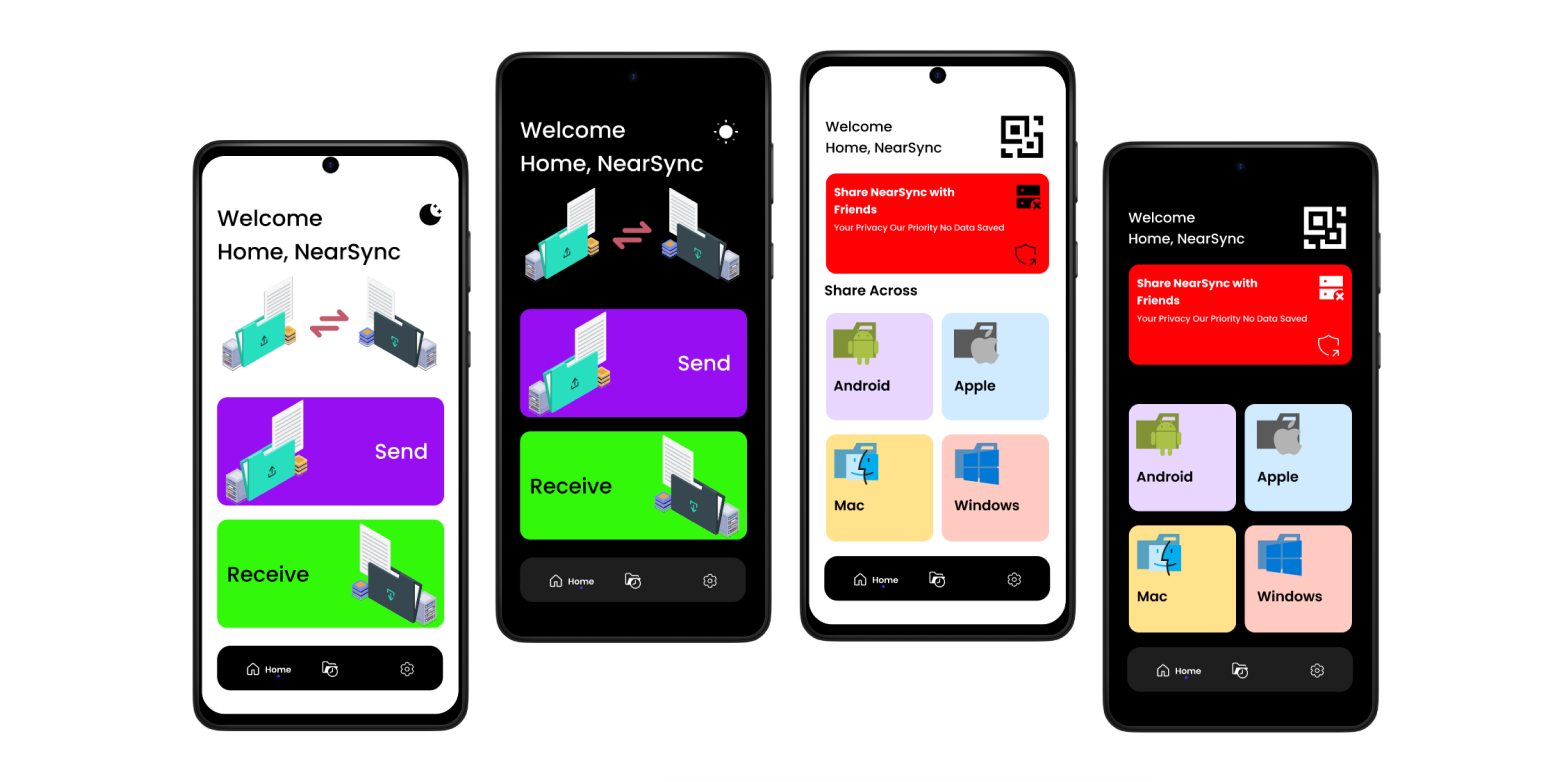 Welcome
Home, NearSync
Send
Receive
Home
Welcome
Home, NearSync
Send
Receive
Home
Welcome
Home, NearSync
Share NearSync with
Friends
Your Privacy Our Priority No Data Saved
Share Across
Android
Apple
Mac
Windows
Home
Welcome
Home, NearSync
Share NearSync with
Friends
Your Privacy Our Priority No Data Saved
Android
Apple
Mac
Windows
Home